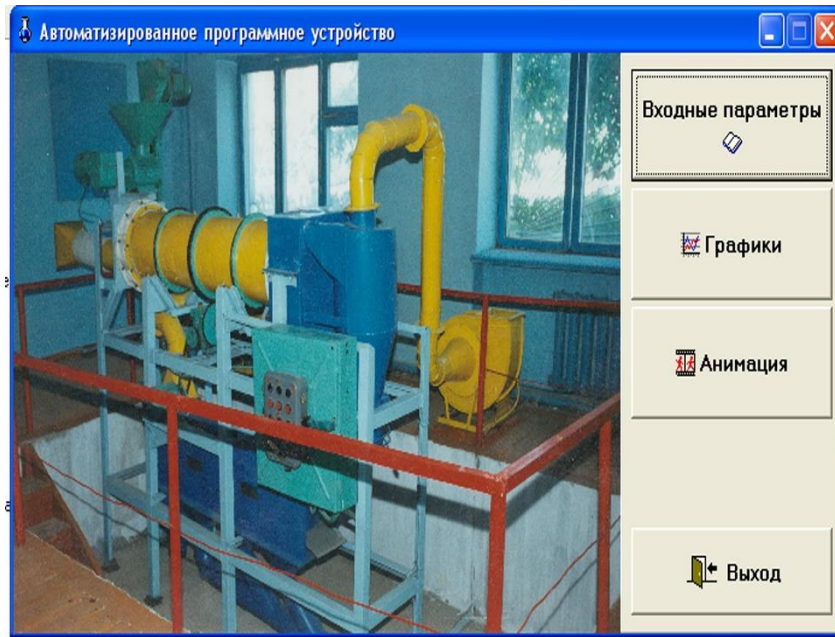 Автоматизированное программное устройство
Входные параметры
Графики
Анимация
Выход